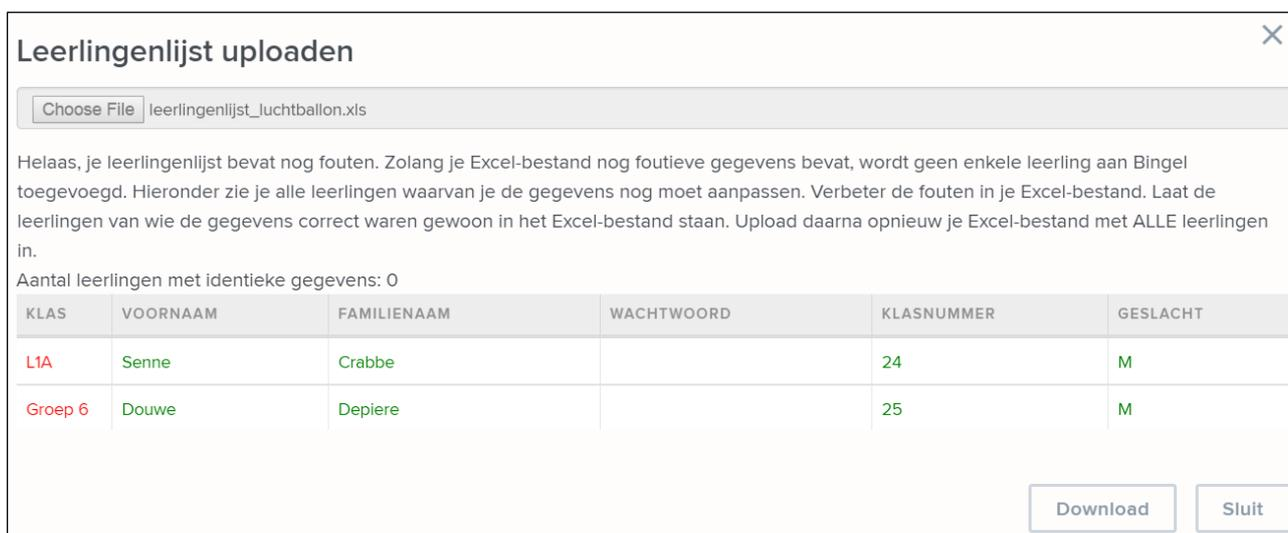 Leerlingenlijst uploaden
Choose File leerlingenlijst_luchtballon.xls
Helaas, je leerlingenlijst bevat nog fouten. Zolang je Excel-bestand nog foutieve gegevens bevat, wordt geen enkele leerling aan Bingel
toegevoegd. Hieronder zie je alle leerlingen waarvan je de gegevens nog moet aanpassen. Verbeter de fouten in je Excel-bestand. Laat de
leerlingen van wie de gegevens correct waren gewoon in het Excel-bestand staan. Upload daarna opnieuw je Excel-bestand met ALLE leerlingen
in.
Aantal leerlingen met identieke gegevens: 0
KLAS VOORNAAM FAMILIENAAM WACHTWOORD KLASNUMMER GESLACHT
L1A Senne Crabbe 24 M
Groep 6 Douwe Depiere 25 M
Download Sluit